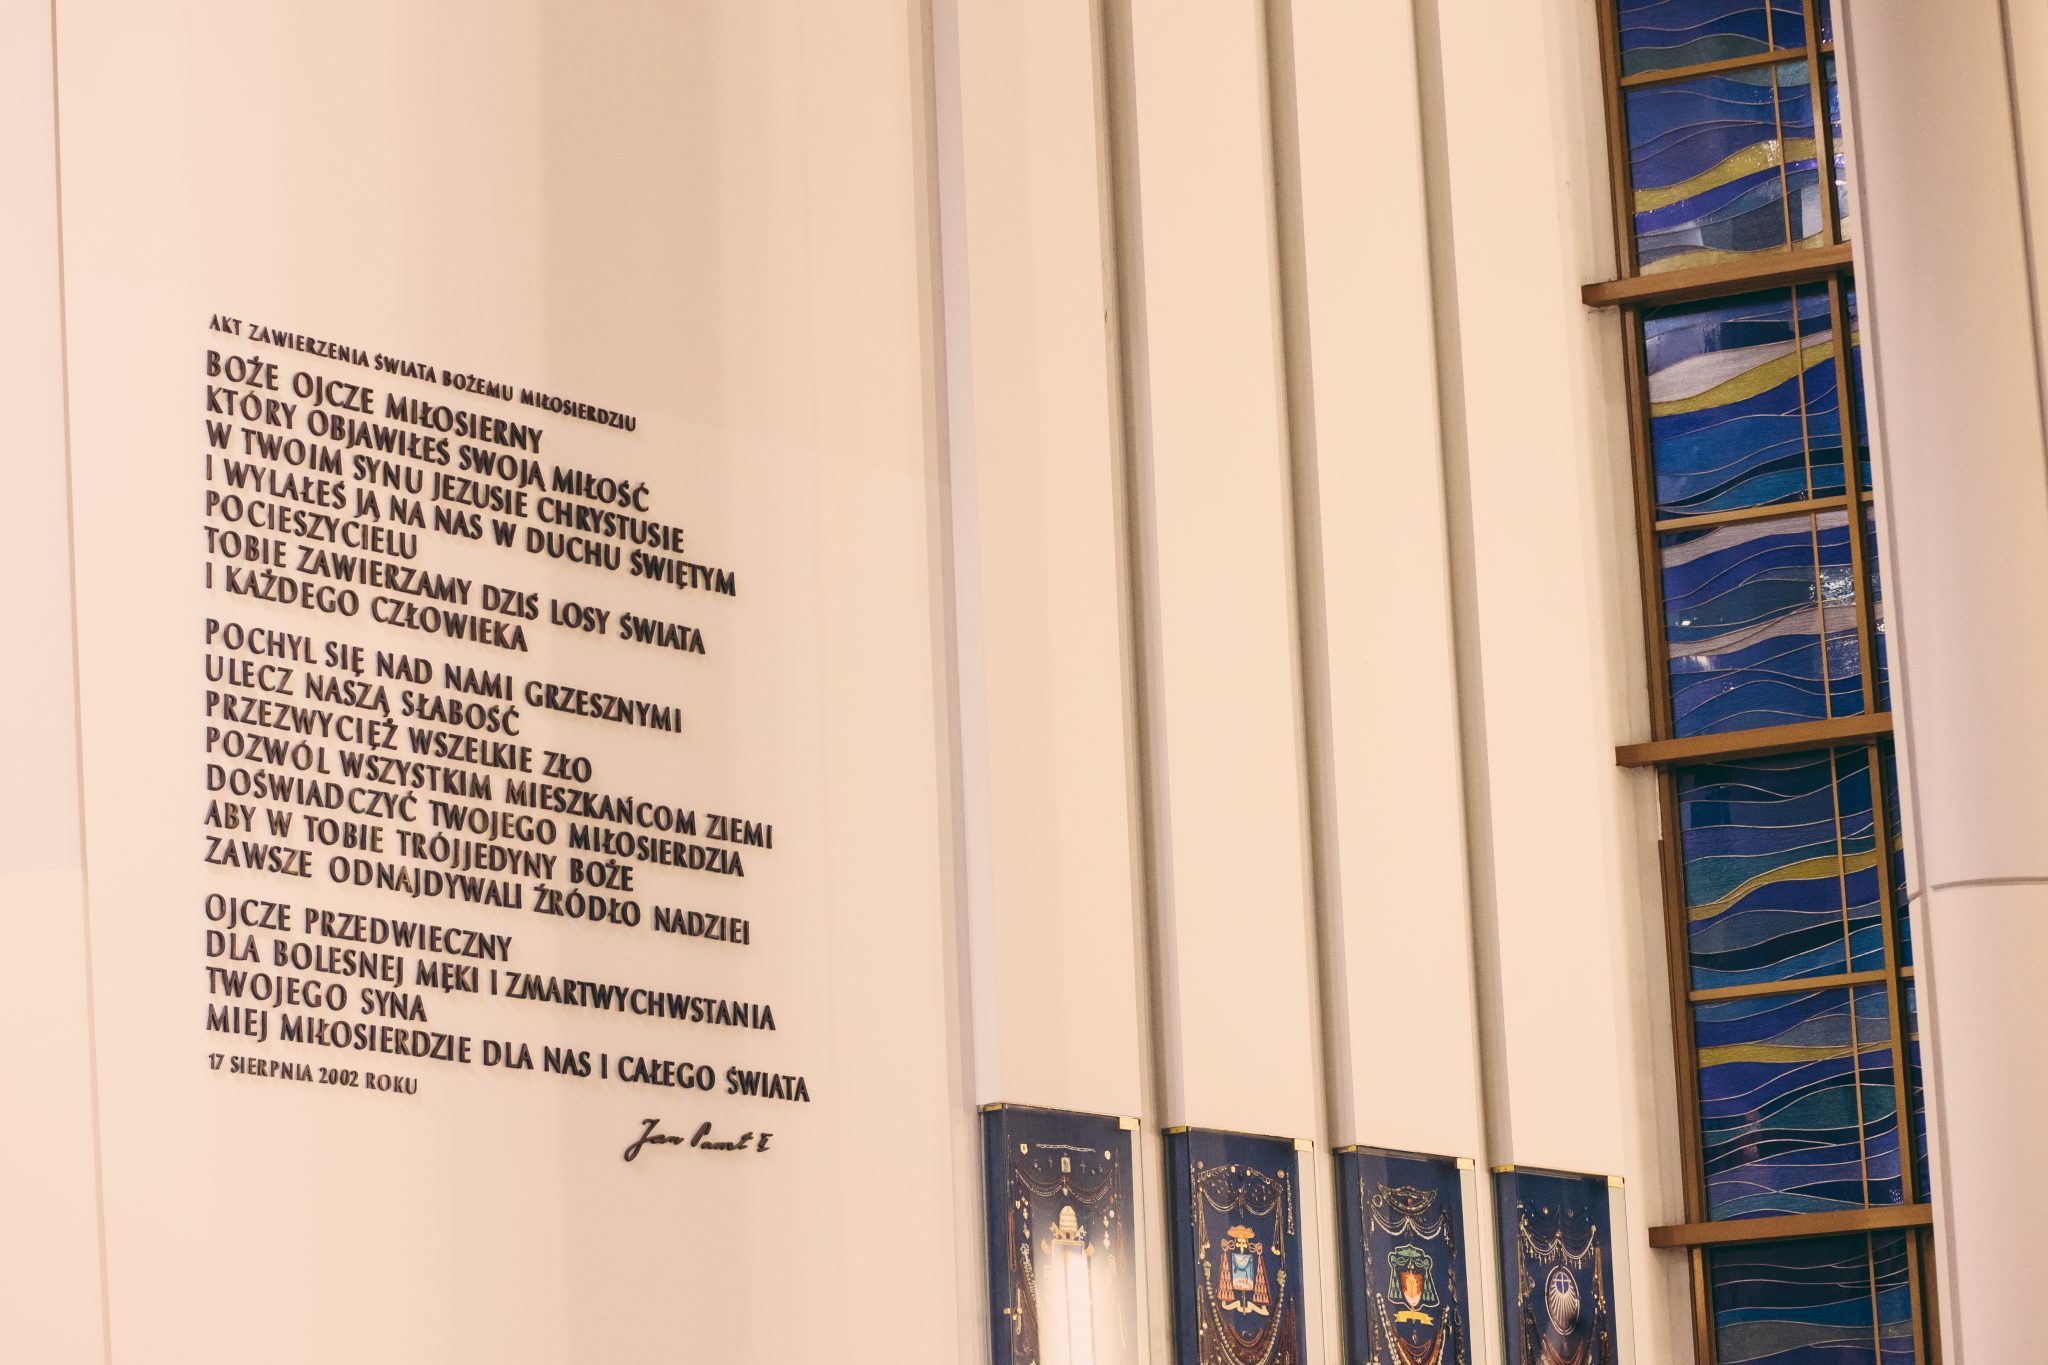 AKT ZAWIERZENIA ŚWIATA BOŻEMU MIŁOSIERDZIU
BOŻE OJCZE MIŁOSIERNY
KTÓRY OBJAWIŁEŚ SWOJĄ MIŁOŚĆ
W TWOIM SYNU JEZUSIE CHRYSTUSIE
I WYLAŁEŚ JĄ NA NAS W DUCHU ŚWIĘTYM
POCIESZYCIELU
TOBIE ZAWIERZAMY DZIŚ LOSY ŚWIATA
I KAŻDEGO CZŁOWIEKA
POCHYL SIĘ NAD NAMI GRZESZNYMI
ULECZ NASZĄ SŁABOŚĆ
PRZEZWYCIĘŻ WSZELKIE ZŁO
POZWÓL WSZYSTKIM MIESZKAŃCOM ZIEMI
DOŚWIADCZYĆ TWOJEGO MIŁOSIERDZIA
ABY W TOBIE TRÓJJEDYNY BOŻE
ZAWSZE ODNAJDYWALI ŹRÓDŁO NADZIEI
OJCZE PRZEDWIECZNY
DLA BOLESNEJ MĘKI I ZMARTWYCHWSTANIA
TWOJEGO SYNA
MIEJ MIŁOSIERDZIE DLA NAS I CAŁEGO ŚWIATA
17 SIERPNIA 2002 ROKU
Jan Paweł II